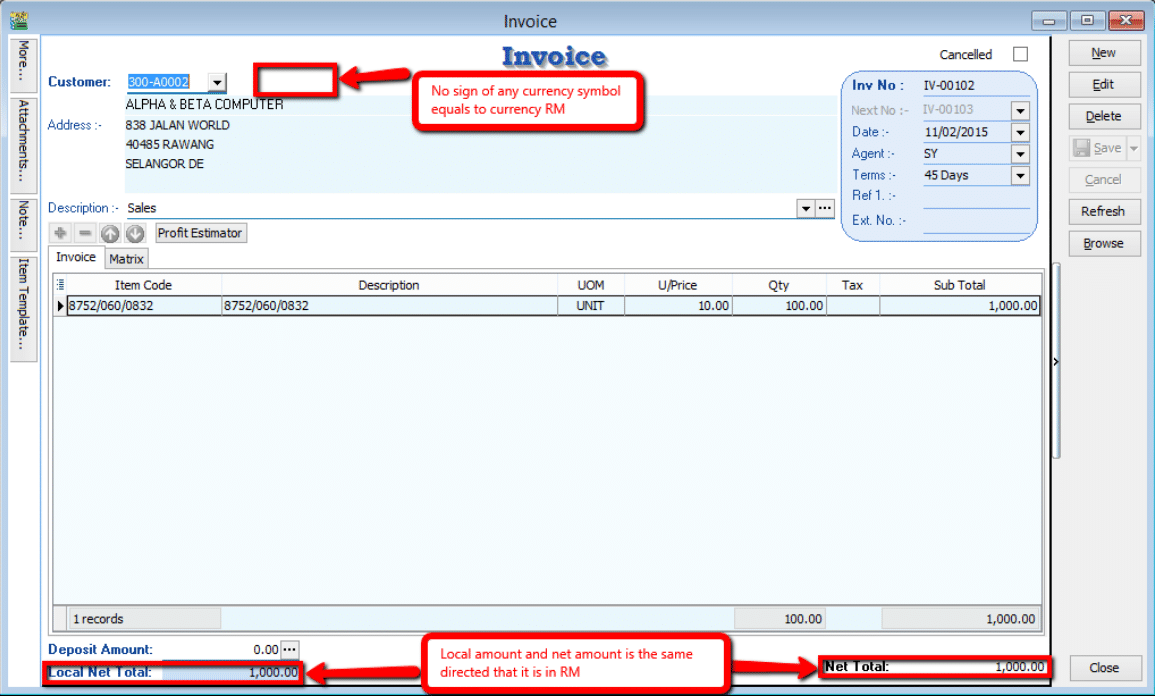 Invoice
Invoice
Cancelled
Customer: 300-A0002
No sign of any currency symbol
equals to currency RM
ALPHA & BETA COMPUTER
Address :- 838 JALAN WORLD
40485 RAWANG
SELANGOR DE
Inv No : IV-00102
Next No :- IV-00103
Date :- 11/02/2015
Agent :- SY
Terms :- 45 Days
Ref 1. :-
Ext. No. :-
Description :- Sales
Profit Estimator
Invoice Matrix
Item Code Description UOM U/Price Qty Tax Sub Total
8752/060/0832 8752/060/0832 UNIT 10.00 100.00 1,000.00
1 records 100.00 1,000.00
Deposit Amount: 0.00
Local Net Total: 1,000.00
Local amount and net amount is the same
directed that it is in RM
Net Total: 1,000.00
More...
Attachments...
Note...
Item Template...
New
Edit
Delete
Save
Cancel
Refresh
Browse
Close